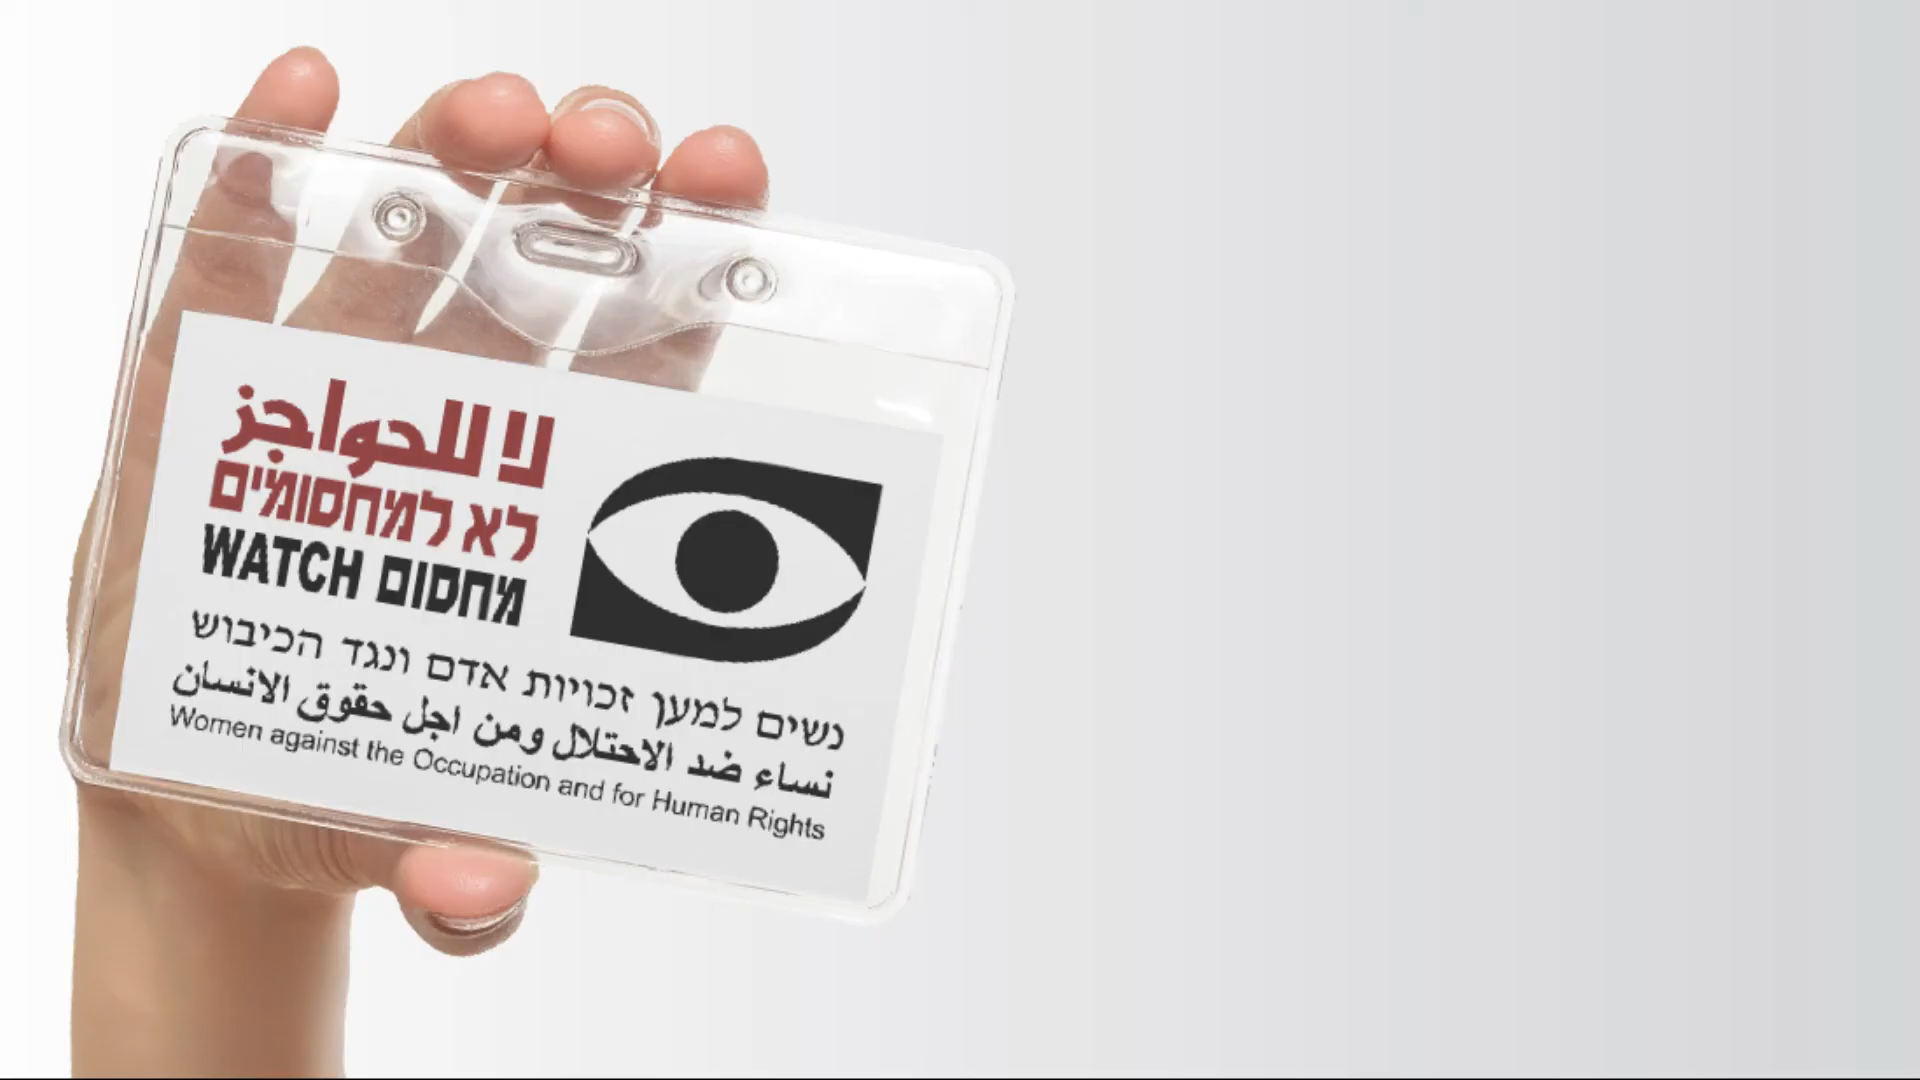 لا للحواجز
לא למחסומים
מחסום WATCH
נשים למען זכויות אדם ונגד הכיבוש
نساء ضد الاحتلال ومن اجل حقوق الانسان
Women against the Occupation and for Human Rights